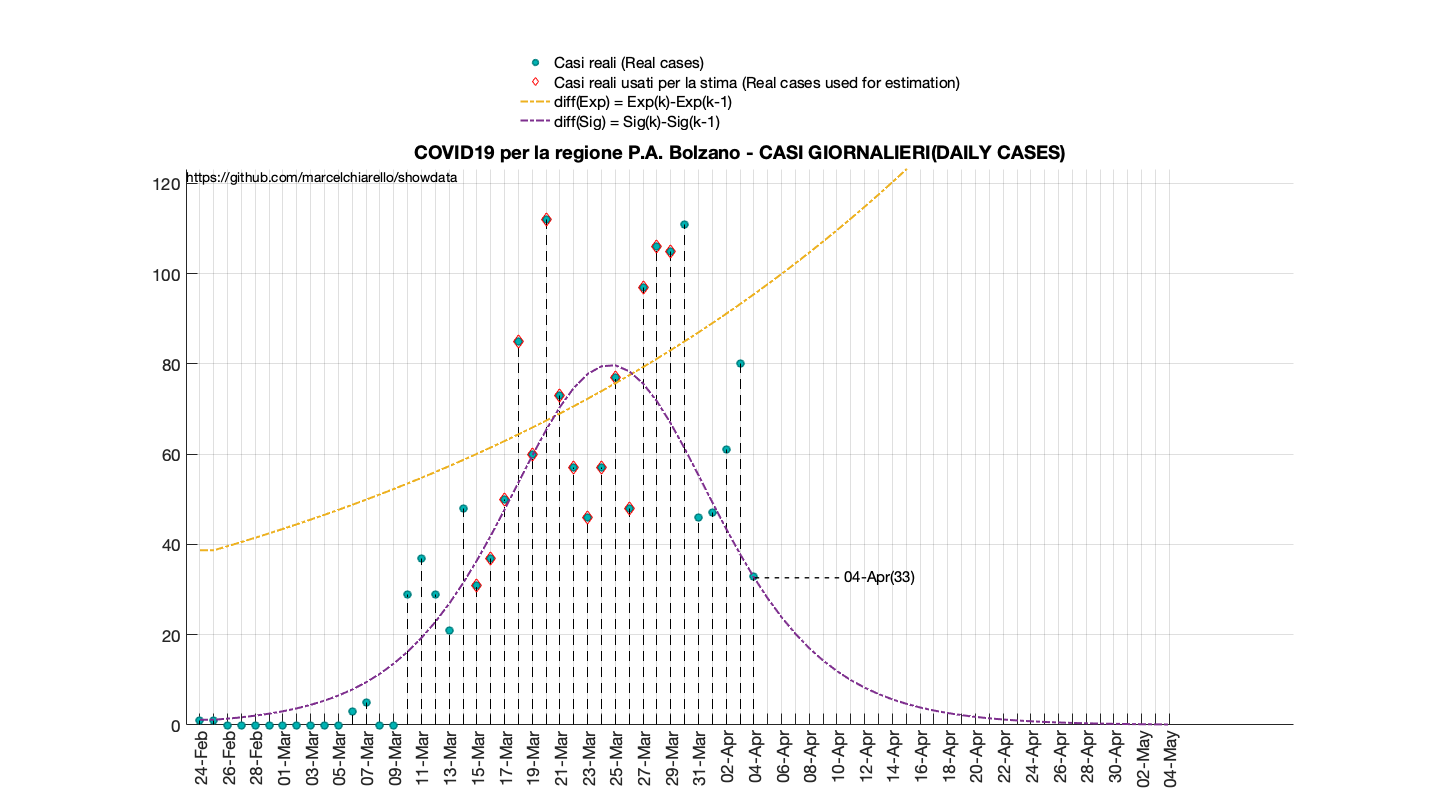 Casi reali (Real cases)
Casi reali usati per la stima (Real cases used for estimation)
diff(Exp) = Exp(k)-Exp(k-1)
diff(Sig) = Sig(k)-Sig(k-1)
COVID19 per la regione P.A. Bolzano - CASI GIORNALIERI(DAILY CASES)
https://github.com/marcelchiarello/showdata
120
100
80
60
40
20
0
04-Apr(33)
24-Feb
26-Feb
28-Feb
01-Mar
03-Mar
05-Mar
07-Mar
09-Mar
11-Mar
13-Mar
15-Mar
17-Mar
19-Mar
21-Mar
23-Mar
25-Mar
27-Mar
29-Mar
31-Mar
02-Apr
04-Apr
06-Apr
08-Apr
10-Apr
12-Apr
14-Apr
16-Apr
18-Apr
20-Apr
22-Apr
24-Apr
26-Apr
28-Apr
30-Apr
02-May
04-May